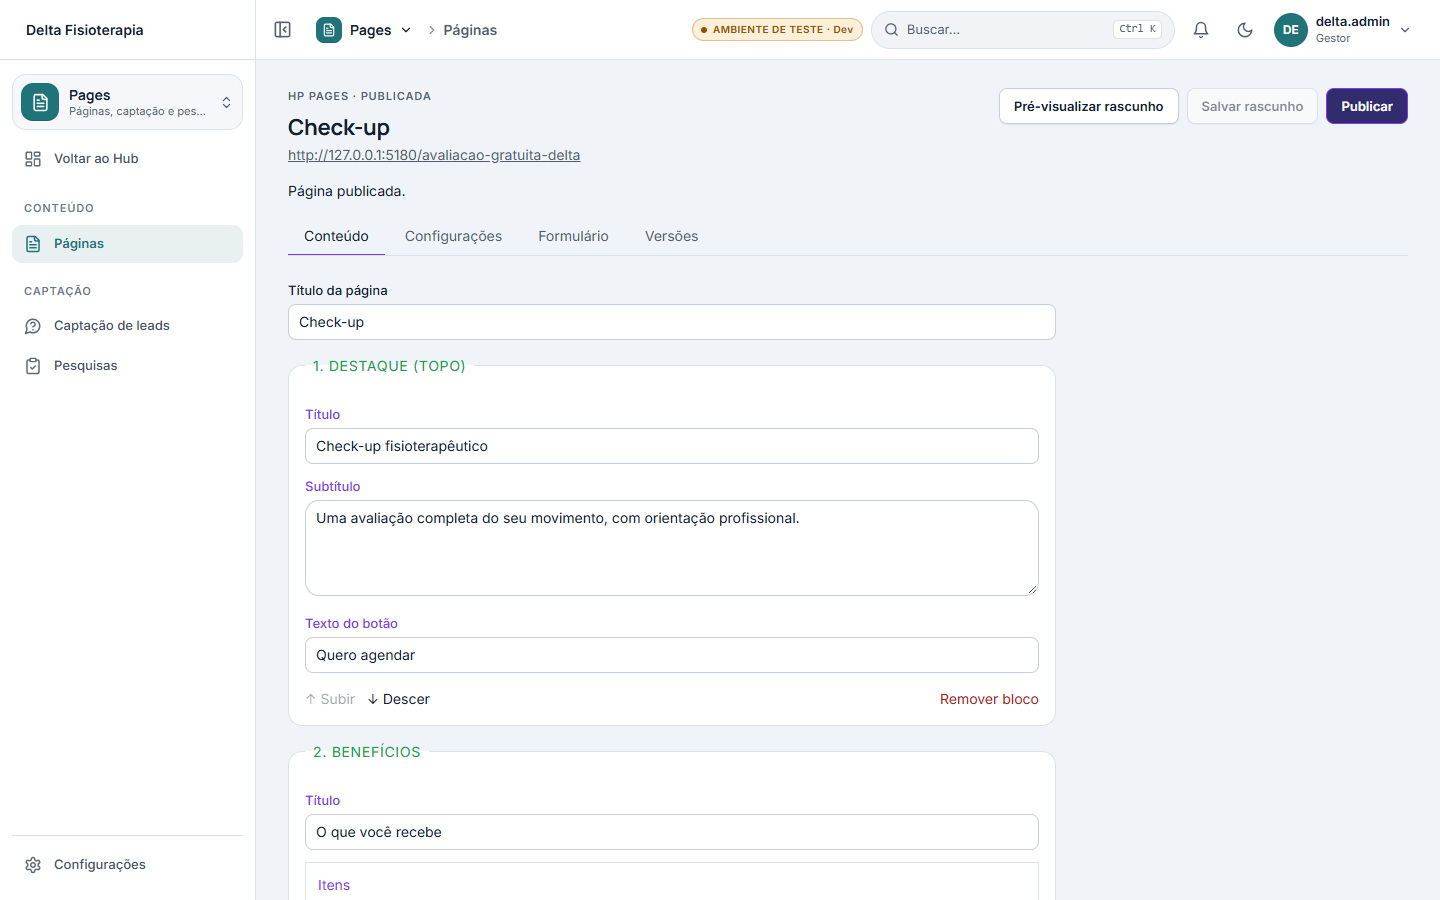 Delta Fisioterapia
Pages
Páginas, captação e pes...
Voltar ao Hub
CONTEÚDO
Páginas
CAPTAÇÃO
Captação de leads
Pesquisas
Configurações
Pages
Páginas
AMBIENTE DE TESTE · Dev
Buscar...
Ctrl K
DE
delta.admin
Gestor
HP PAGES · PUBLICADA
Check-up
http://127.0.0.1:5180/avaliacao-gratuita-delta
Página publicada.
Pré-visualizar rascunho
Salvar rascunho
Publicar
Conteúdo
Configurações
Formulário
Versões
Título da página
Check-up
1. DESTAQUE (TOPO)
Título
Check-up fisioterapêutico
Subtítulo
Uma avaliação completa do seu movimento, com orientação profissional.
Texto do botão
Quero agendar
↑ Subir
↓ Descer
Remover bloco
2. BENEFÍCIOS
Título
O que você recebe
Itens